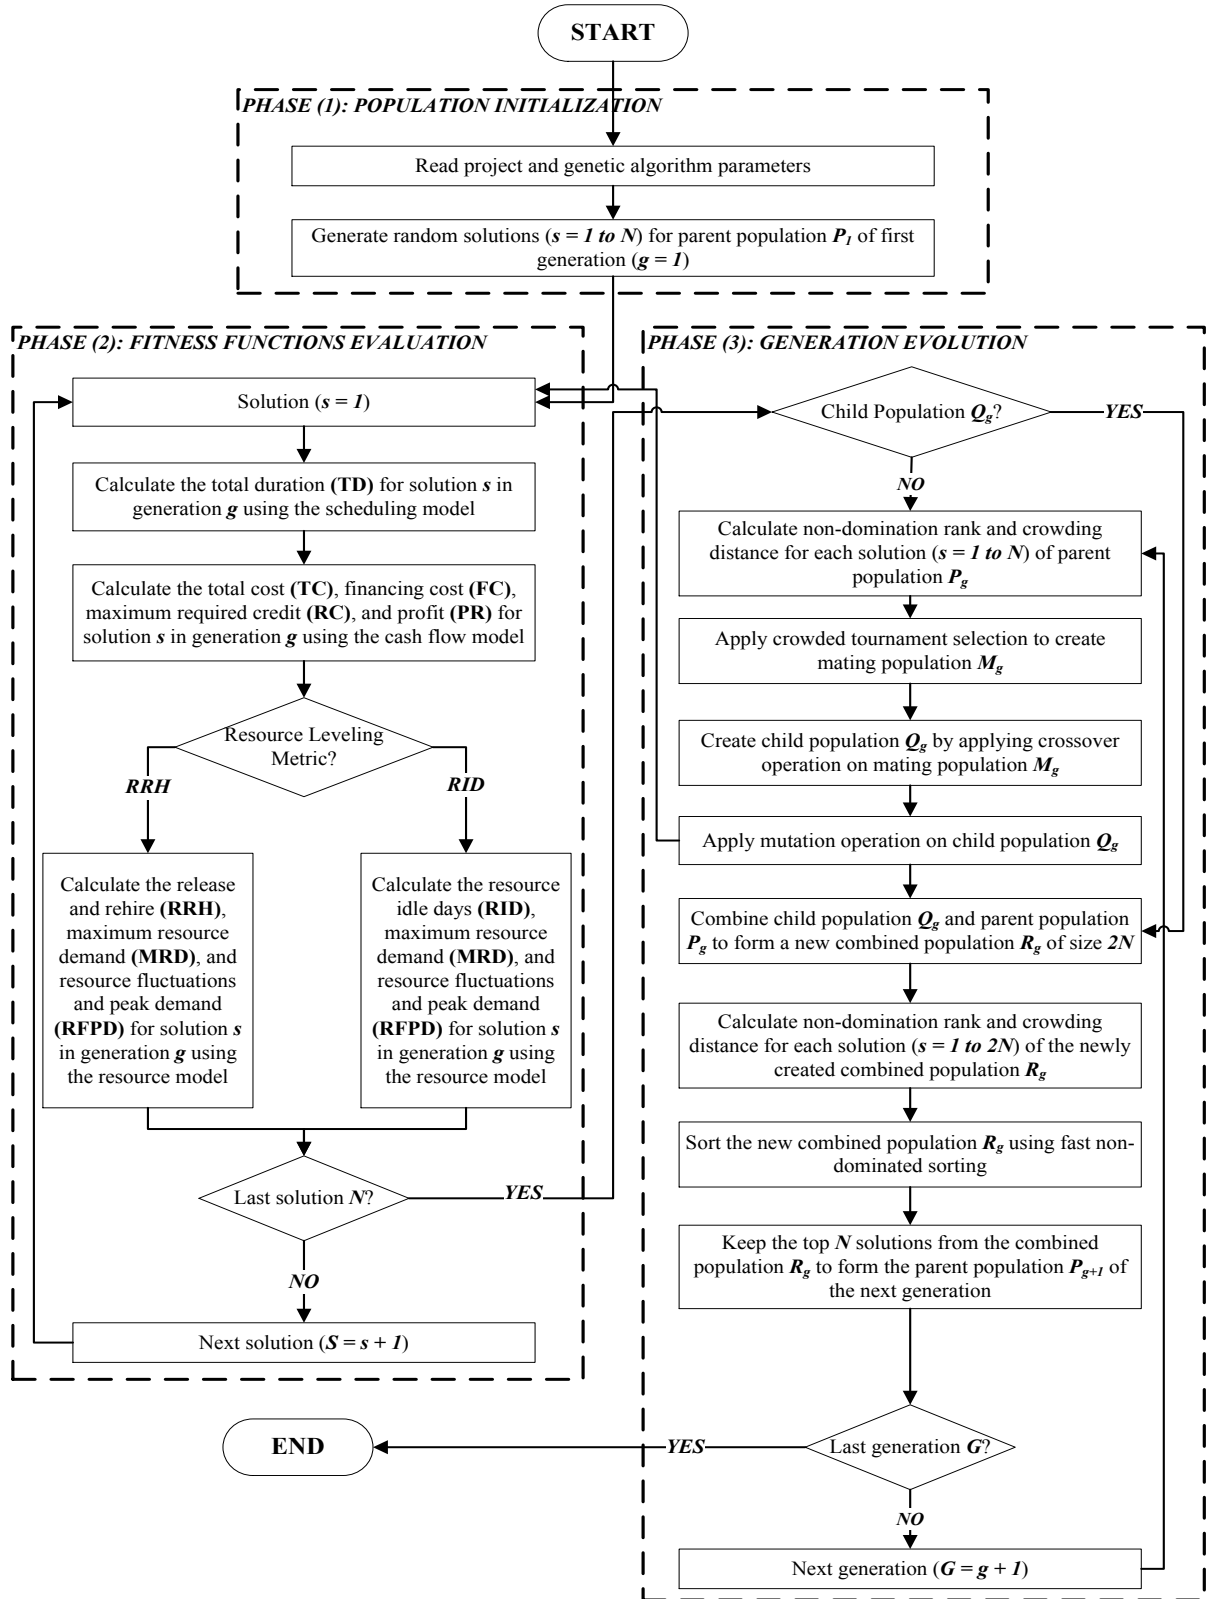 START
PHASE (1): POPULATION INITIALIZATION
Read project and genetic algorithm parameters
Generate random solutions (s = 1 to N) for parent population P1 of first
generation (g = 1)
PHASE (2): FITNESS FUNCTIONS EVALUATION
Solution (s = 1)
Calculate the total duration (TD) for solution s in
generation g using the scheduling model
Calculate the total cost (TC), financing cost (FC),
maximum required credit (RC), and profit (PR) for
solution s in generation g using the cash flow model
Resource Leveling
Metric?
RRH
RID
Calculate the release
and rehire (RRH),
maximum resource
demand (MRD), and
resource fluctuations
and peak demand
(RFPD) for solution s
in generation g using
the resource model
Calculate the resource
idle days (RID),
maximum resource
demand (MRD), and
resource fluctuations
and peak demand
(RFPD) for solution s
in generation g using
the resource model
Last solution N?
YES
NO
Next solution (S = s + 1)
PHASE (3): GENERATION EVOLUTION
Child Population Qg?
YES
NO
Calculate non-domination rank and crowding
distance for each solution (s = 1 to N) of parent
population Pg
Apply crowded tournament selection to create
mating population Mg
Create child population Qg by applying crossover
operation on mating population Mg
Apply mutation operation on child population Qg
Combine child population Qg and parent population
Pg to form a new combined population Rg of size 2N
Calculate non-domination rank and crowding
distance for each solution (s = 1 to 2N) of the newly
created combined population Rg
Sort the new combined population Rg using fast non-
dominated sorting
Keep the top N solutions from the combined
population Rg to form the parent population Pg+1 of
the next generation
Last generation G?
YES
END
NO
Next generation (G = g + 1)